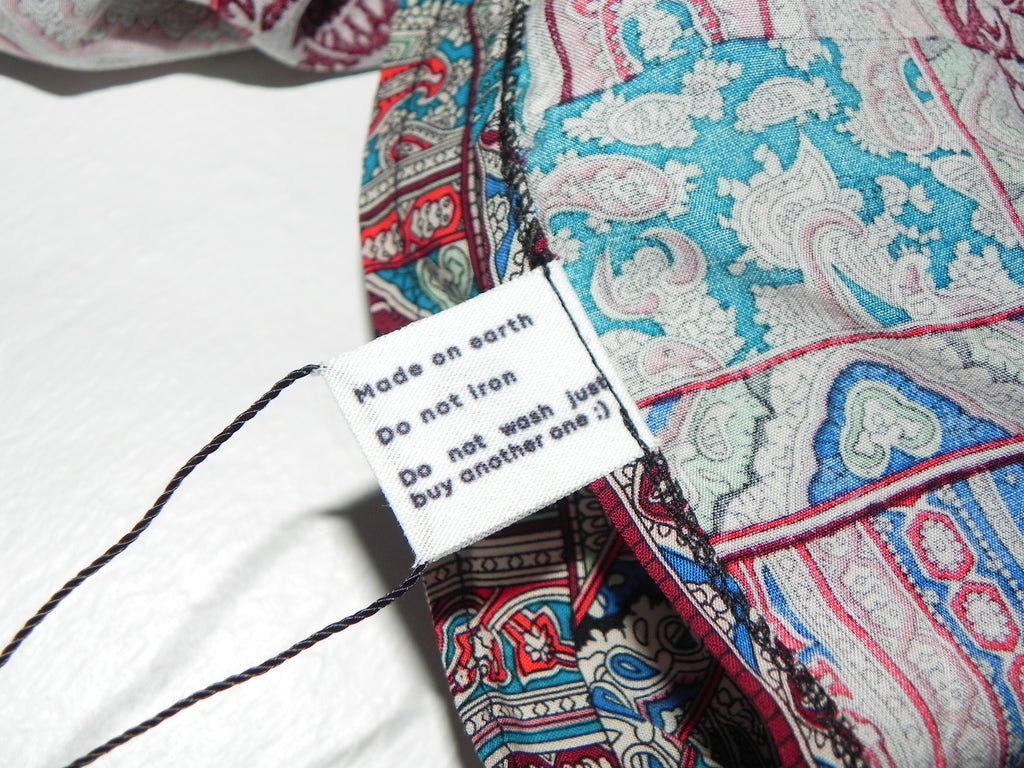 Made on earth
Do not iron
Do not wash just
buy another one :)